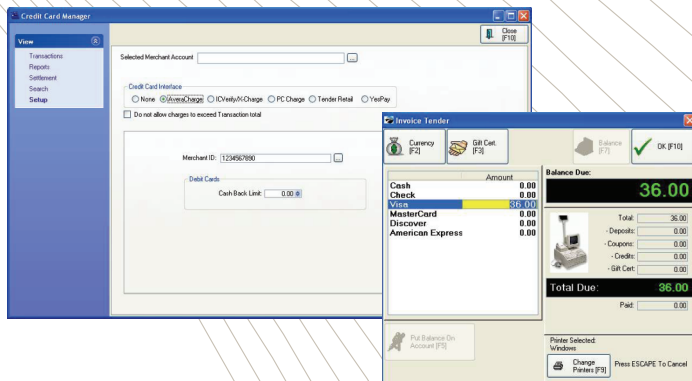 Credit Card Manager
Close
[F10]
View
Transactions
Reports
Settlement
Search
Setup
Selected Merchant Account
...
Credit Card Interface
None AveraCharge ICVerify/X-Charge PC Charge Tender Retail YesPay
Do not allow charges to exceed Transaction total
Merchant ID: 1234567890 ...
Debit Cards
Cash Back Limit: 0.00
Invoice Tender
Currency
[F2]
Gift Cert.
[F3]
Balance
[F7]
OK [F10]
Amount
Cash 0.00
Check 0.00
Visa 36.00
MasterCard 0.00
Discover 0.00
American Express 0.00
Balance Due:
36.00
Total: 36.00
- Deposits: 0.00
- Coupons: 0.00
- Credits: 0.00
- Gift Cert: 0.00
Total Due: 36.00
Paid: 0.00
Put Balance On
Account [F5]
Printer Selected:
Windows
Change
Printers [F9]
Press ESCAPE To Cancel